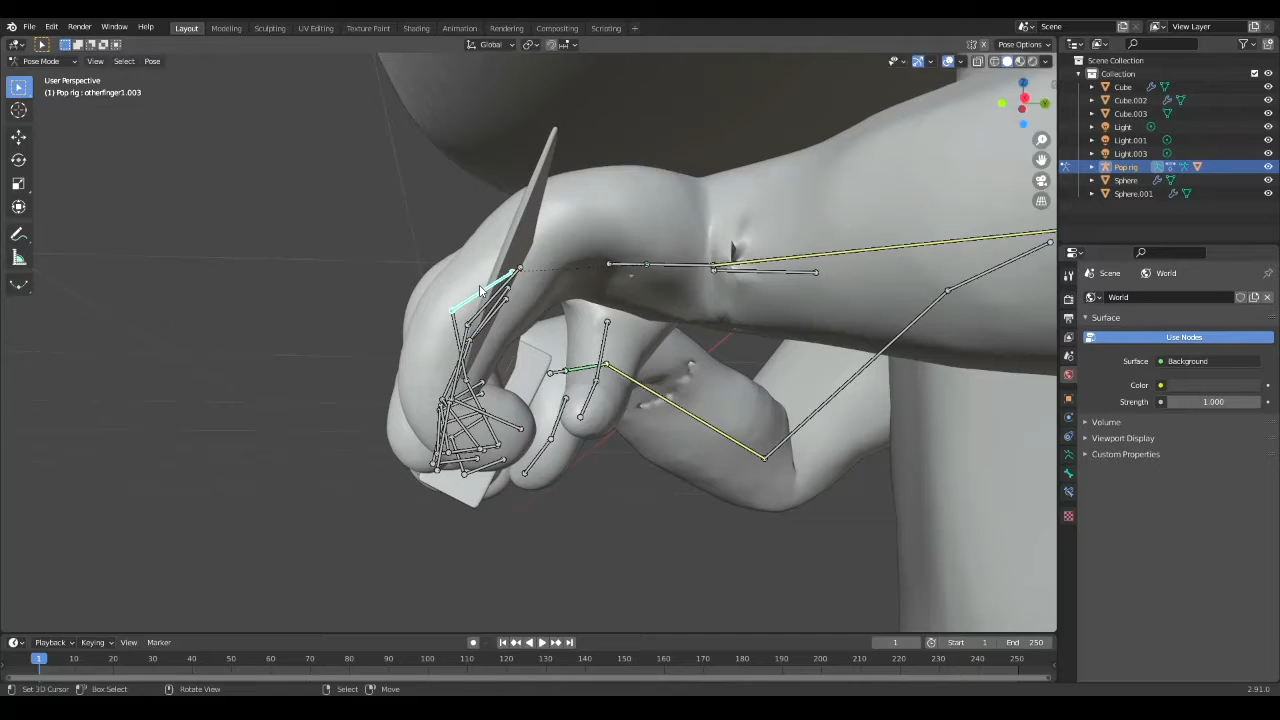 File Edit Render Window Help Layout Modeling Sculpting UV Editing Texture Paint Shading Animation Rendering Compositing Scripting + Scene View Layer
Pose Mode View Select Pose Global Pose Options
User Perspective
(1) Pop rig : otherfinger1.003
Scene Collection
Collection
Cube
Cube.002
Cube.003
Light
Light.001
Light.003
Pop rig
Sphere
Sphere.001
Scene World
World
Surface
Use Nodes
Surface Background
Color
Strength 1.000
Volume
Viewport Display
Custom Properties
Playback Keying View Marker 1 Start 1 End 250
1 10 20 30 40 50 60 70 80 90 100 110 120 130 140 150 160 170 180 190 200 210 220 230 240 250
Set 3D Cursor Box Select Rotate View Select Move 2.91.0